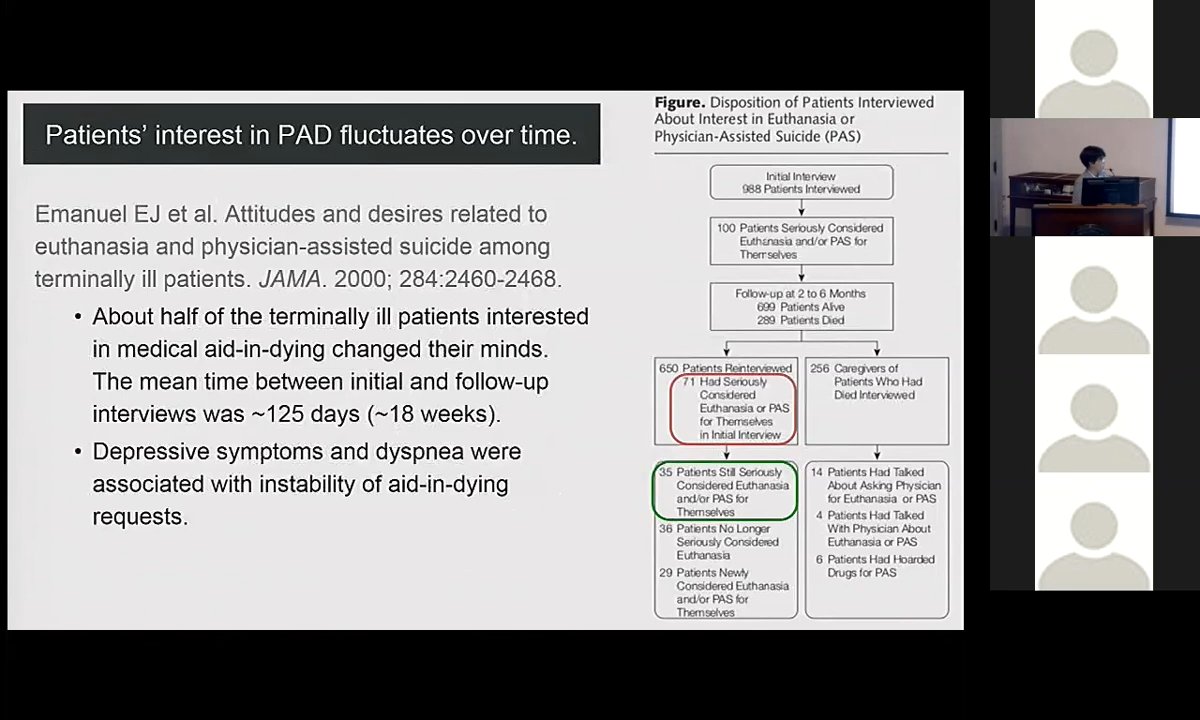 Patients' interest in PAD fluctuates over time.
Emanuel EJ et al. Attitudes and desires related to
euthanasia and physician-assisted suicide among
terminally ill patients. JAMA. 2000; 284:2460-2468.
• About half of the terminally ill patients interested
in medical aid-in-dying changed their minds.
The mean time between initial and follow-up
interviews was ~125 days (~18 weeks).
• Depressive symptoms and dyspnea were
associated with instability of aid-in-dying
requests.
Figure. Disposition of Patients Interviewed
About Interest in Euthanasia or
Physician-Assisted Suicide (PAS)
Initial Interview
988 Patients Interviewed
100 Patients Seriously Considered
Euthanasia and/or PAS for
Themselves
Follow-up at 2 to 6 Months
699 Patients Alive
289 Patients Died
650 Patients Reinterviewed
71 Had Seriously
Considered
Euthanasia or PAS
for Themselves
in Initial Interview
256 Caregivers of
Patients Who Had
Died Interviewed
35 Patients Still Seriously
Considered Euthanasia
and/or PAS for
Themselves
36 Patients No Longer
Seriously Considered
Euthanasia
29 Patients Newly
Considered Euthanasia
and/or PAS for
Themselves
14 Patients Had Talked
About Asking Physician
for Euthanasia or PAS
4 Patients Had Talked
With Physician About
Euthanasia or PAS
6 Patients Had Hoarded
Drugs for PAS